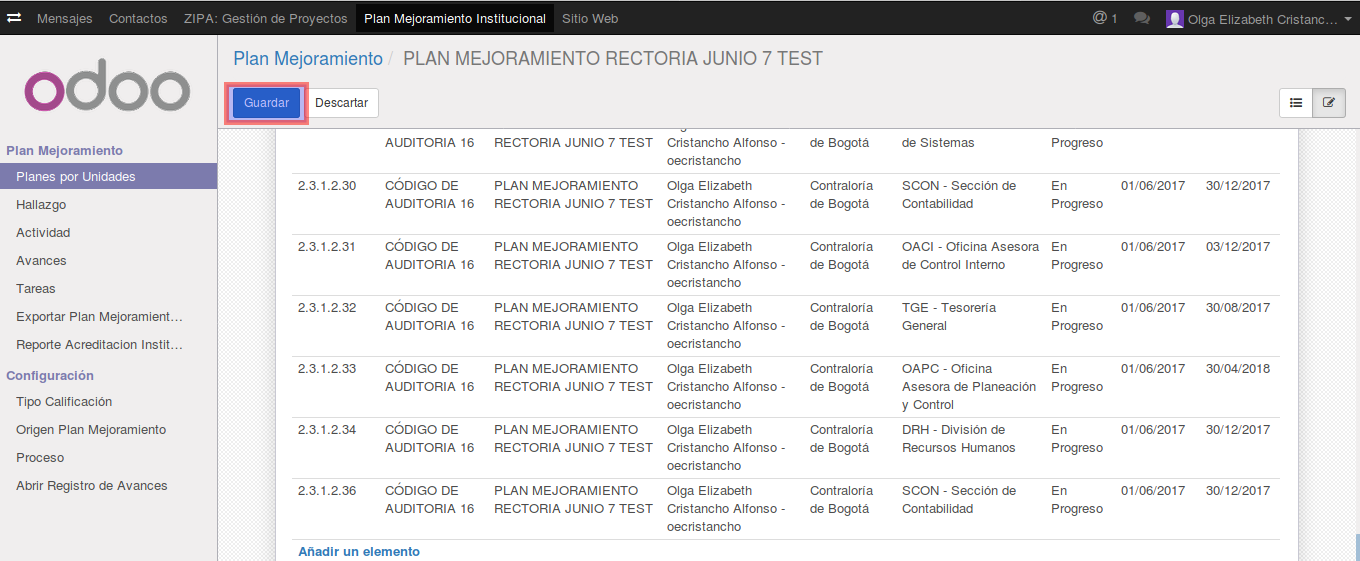 Mensajes Contactos ZIPA: Gestión de Proyectos Plan Mejoramiento Institucional Sitio Web @ 1 Olga Elizabeth Cristanc...
odoo
Plan Mejoramiento / PLAN MEJORAMIENTO RECTORIA JUNIO 7 TEST
Guardar Descartar
Plan Mejoramiento
Planes por Unidades
Hallazgo
Actividad
Avances
Tareas
Exportar Plan Mejoramient...
Reporte Acreditacion Instit...
Configuración
Tipo Calificación
Origen Plan Mejoramiento
Proceso
Abrir Registro de Avances
AUDITORIA 16 RECTORIA JUNIO 7 TEST Cristancho Alfonso - de Bogotá de Sistemas Progreso
oecristancho
2.3.1.2.30 CÓDIGO DE PLAN MEJORAMIENTO Olga Elizabeth Contraloría SCON - Sección de En 01/06/2017 30/12/2017
AUDITORIA 16 RECTORIA JUNIO 7 TEST Cristancho Alfonso - de Bogotá Contabilidad Progreso
oecristancho
2.3.1.2.31 CÓDIGO DE PLAN MEJORAMIENTO Olga Elizabeth Contraloría OACI - Oficina Asesora En 01/06/2017 03/12/2017
AUDITORIA 16 RECTORIA JUNIO 7 TEST Cristancho Alfonso - de Bogotá de Control Interno Progreso
oecristancho
2.3.1.2.32 CÓDIGO DE PLAN MEJORAMIENTO Olga Elizabeth Contraloría TGE - Tesorería En 01/06/2017 30/08/2017
AUDITORIA 16 RECTORIA JUNIO 7 TEST Cristancho Alfonso - de Bogotá General Progreso
oecristancho
2.3.1.2.33 CÓDIGO DE PLAN MEJORAMIENTO Olga Elizabeth Contraloría OAPC - Oficina En 01/06/2017 30/04/2018
AUDITORIA 16 RECTORIA JUNIO 7 TEST Cristancho Alfonso - de Bogotá Asesora de Planeación Progreso
oecristancho y Control
2.3.1.2.34 CÓDIGO DE PLAN MEJORAMIENTO Olga Elizabeth Contraloría DRH - División de En 01/06/2017 30/12/2017
AUDITORIA 16 RECTORIA JUNIO 7 TEST Cristancho Alfonso - de Bogotá Recursos Humanos Progreso
oecristancho
2.3.1.2.36 CÓDIGO DE PLAN MEJORAMIENTO Olga Elizabeth Contraloría SCON - Sección de En 01/06/2017 30/12/2017
AUDITORIA 16 RECTORIA JUNIO 7 TEST Cristancho Alfonso - de Bogotá Contabilidad Progreso
oecristancho
Añadir un elemento